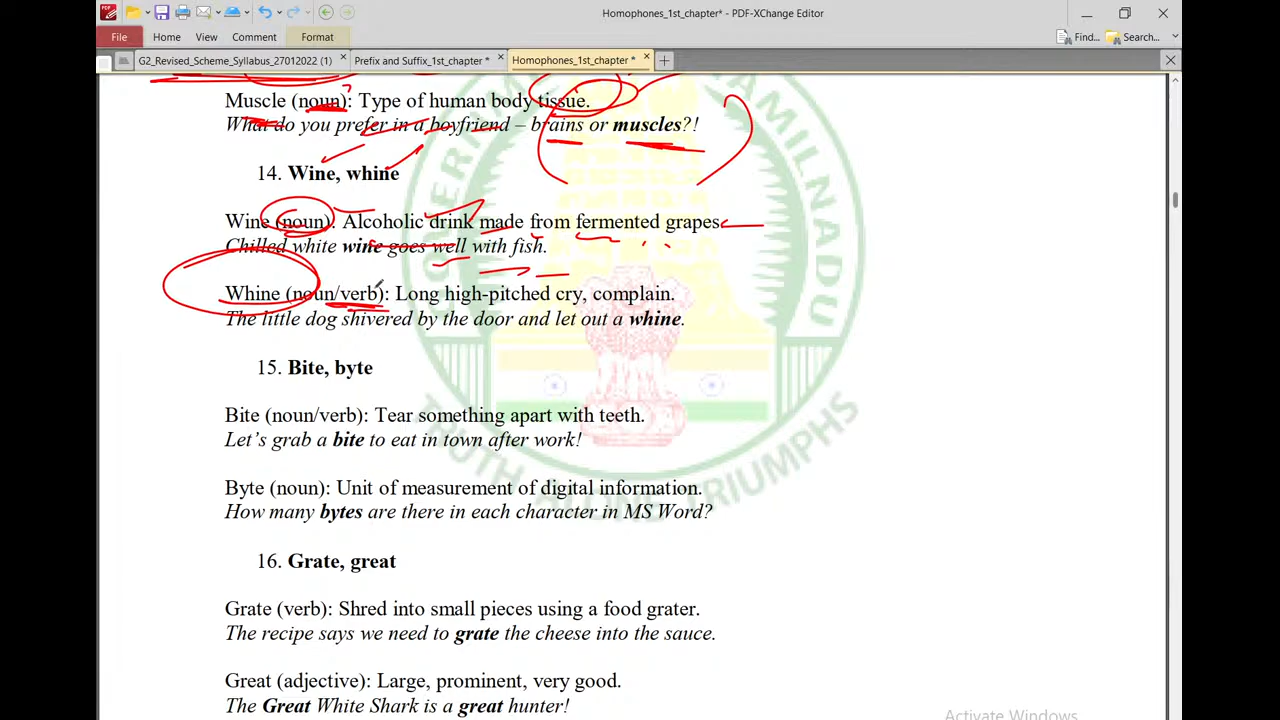 Homophones_1st_chapter* - PDF-XChange Editor
File Home View Comment Format Find... Search...
G2_Revised_Scheme_Syllabus_27012022 (1) Prefix and Suffix_1st_chapter * Homophones_1st_chapter *
Muscle (noun): Type of human body tissue.
What do you prefer in a boyfriend – brains or muscles?!
14. Wine, whine
Wine (noun): Alcoholic drink made from fermented grapes
Chilled white wine goes well with fish.
Whine (noun/verb): Long high-pitched cry, complain.
The little dog shivered by the door and let out a whine.
15. Bite, byte
Bite (noun/verb): Tear something apart with teeth.
Let's grab a bite to eat in town after work!
Byte (noun): Unit of measurement of digital information.
How many bytes are there in each character in MS Word?
16. Grate, great
Grate (verb): Shred into small pieces using a food grater.
The recipe says we need to grate the cheese into the sauce.
Great (adjective): Large, prominent, very good.
The Great White Shark is a great hunter!
GOVERNMENT OF TAMILNADU
TRUTH ALONE TRIUMPHS
Activate Windows